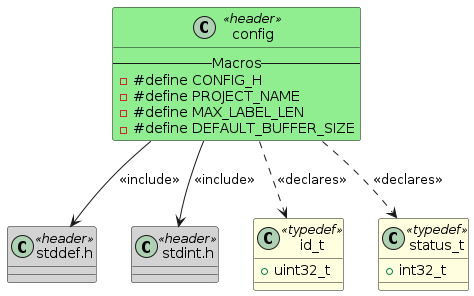 C «header»
config
Macros
#define CONFIG_H
#define PROJECT_NAME
#define MAX_LABEL_LEN
#define DEFAULT_BUFFER_SIZE
«include» «include» «declares» «declares»
C «header»
stddef.h
C «header»
stdint.h
C «typedef»
id_t
uint32_t
C «typedef»
status_t
int32_t